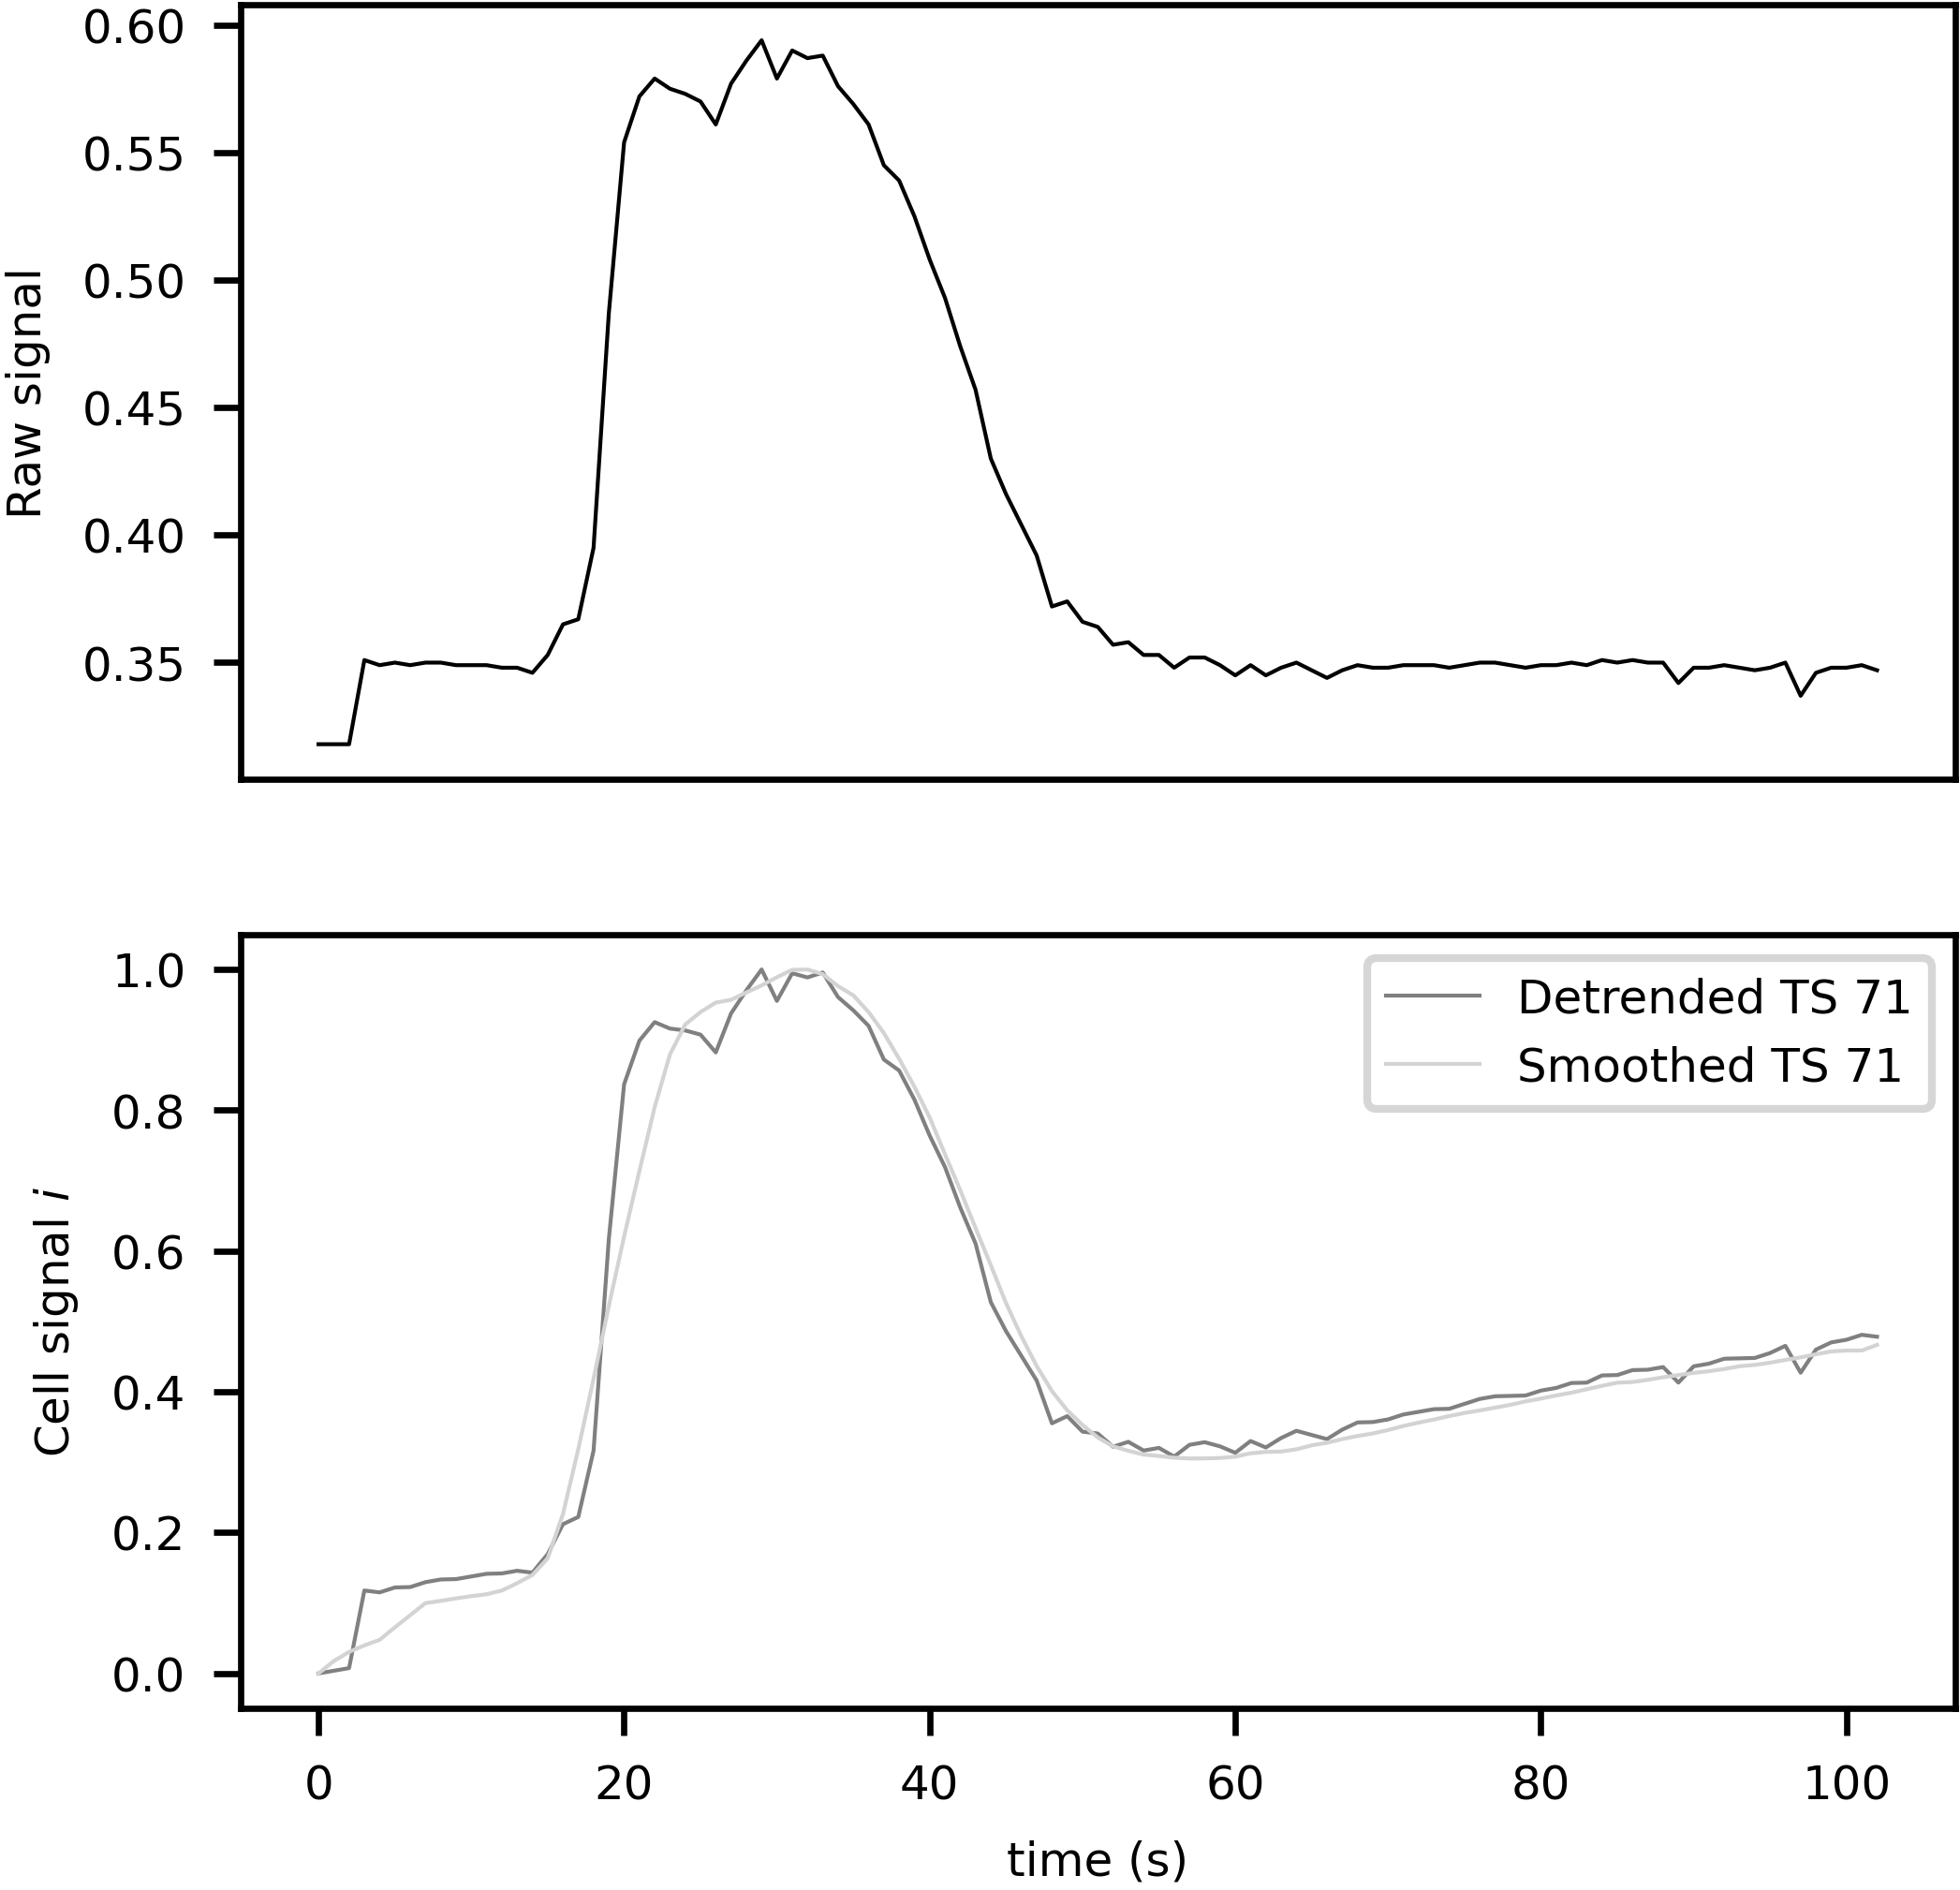 0.60
0.55
0.50
0.45
0.40
0.35
Raw signal
1.0
0.8
0.6
0.4
0.2
0.0
Cell signal i
Detrended TS 71
Smoothed TS 71
0 20 40 60 80 100
time (s)